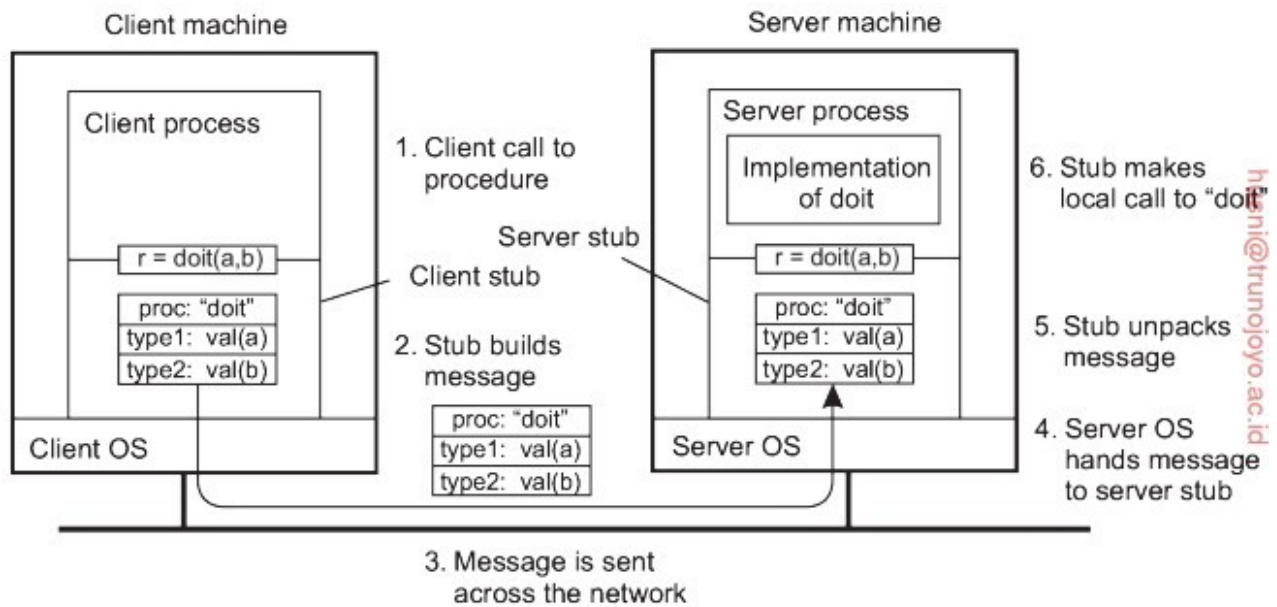 Client machine
Server machine
Client process
1. Client call to
procedure
r = doit(a,b)
Client stub
proc: "doit"
type1: val(a)
type2: val(b)
2. Stub builds
message
proc: "doit"
type1: val(a)
type2: val(b)
Client OS
3. Message is sent
across the network
Server process
Implementation
of doit
Server stub
r = doit(a,b)
proc: "doit"
type1: val(a)
type2: val(b)
Server OS
6. Stub makes
local call to "doit"
5. Stub unpacks
message
4. Server OS
hands message
to server stub
husni@trunojoyo.ac.id